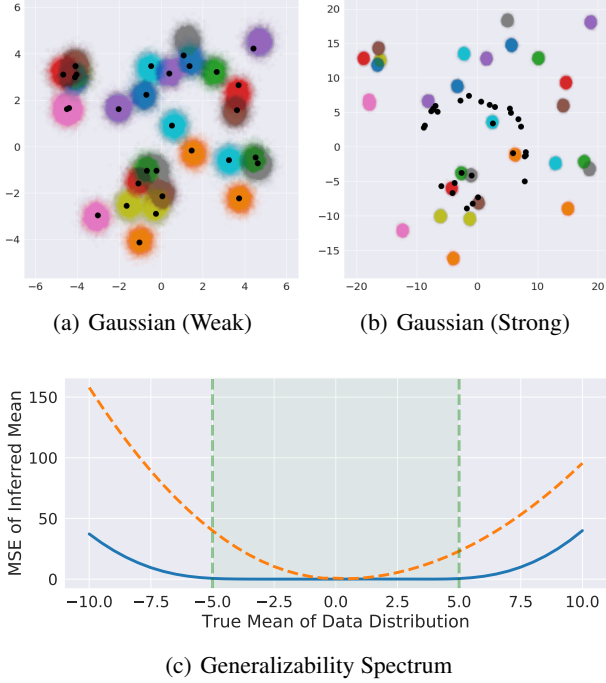 6
4
2
0
−2
−4
−6 −4 −2 0 2 4 6
(a) Gaussian (Weak)
20
15
10
5
0
−5
−10
−15
−20 −10 0 10 20
(b) Gaussian (Strong)
MSE of Inferred Mean
150
100
50
0
-10.0 -7.5 -5.0 -2.5 0.0 2.5 5.0 7.5 10.0
True Mean of Data Distribution
(c) Generalizability Spectrum